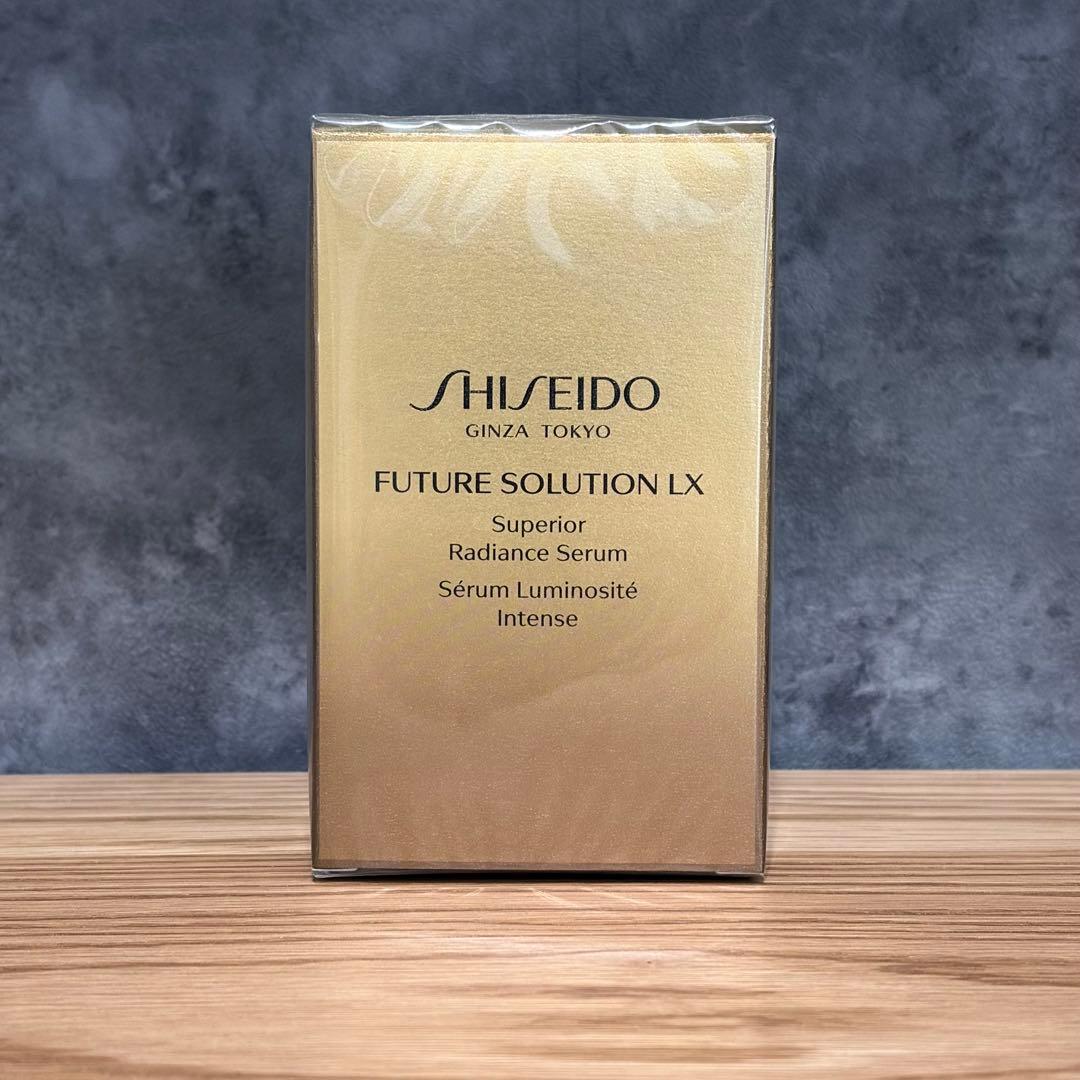 SHISEIDO
GINZA TOKYO
FUTURE SOLUTION LX
Superior
Radiance Serum
Sérum Luminosité
Intense